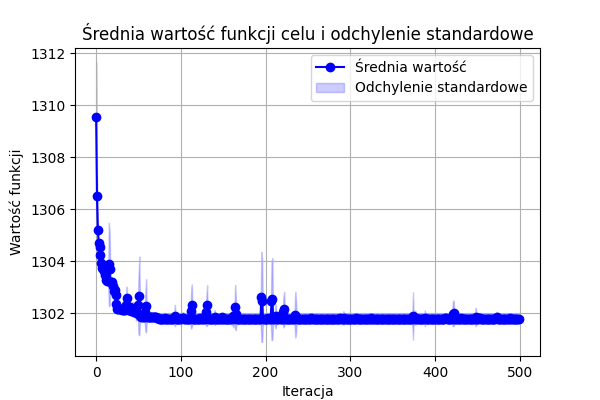 Średnia wartość funkcji celu i odchylenie standardowe
Średnia wartość
Odchylenie standardowe
Wartość funkcji
1312
1310
1308
1306
1304
1302
0 100 200 300 400 500
Iteracja